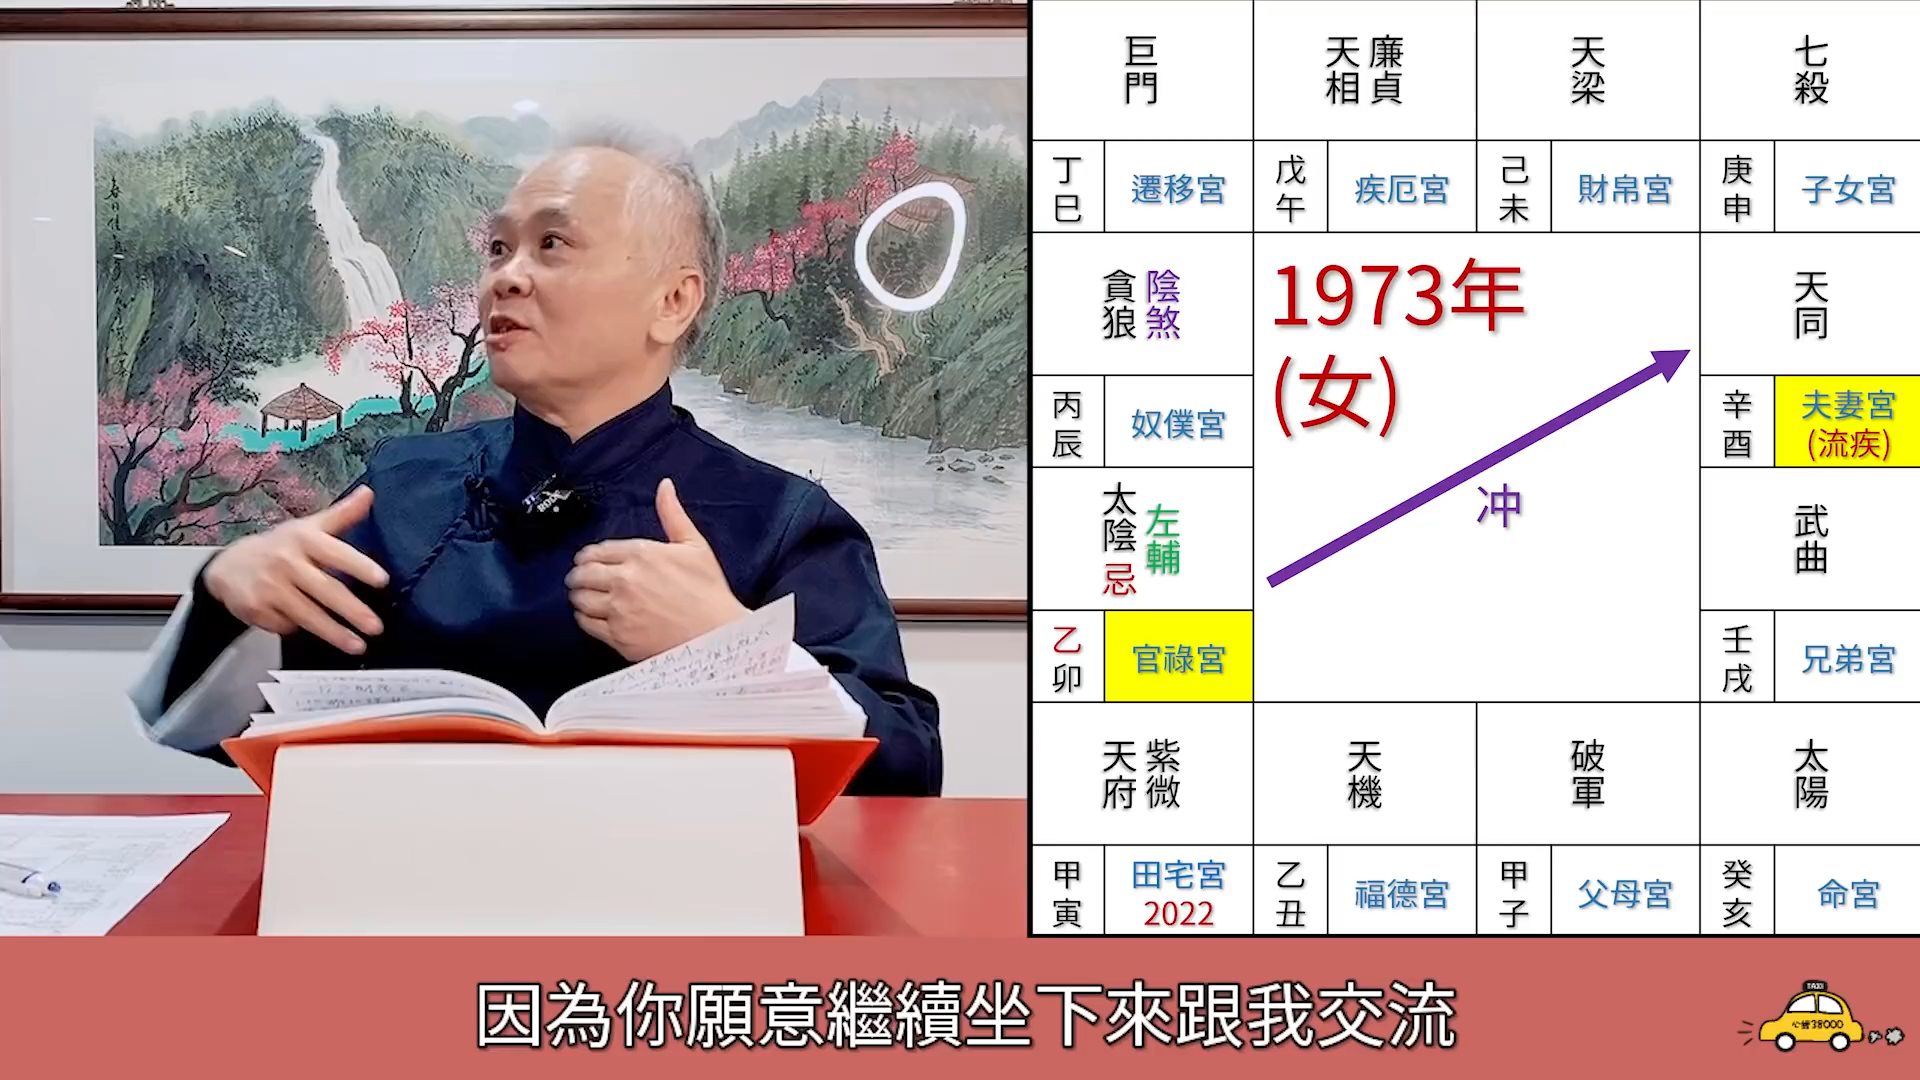 巨門
廉貞
天相
天梁
七殺
丁巳
遷移宮
戊午
疾厄宮
己未
財帛宮
庚申
子女宮
貪狼
陰煞
1973年
(女)
天同
丙辰
奴僕宮
辛酉
夫妻宮
(流疾)
太陰忌
左輔
冲
武曲
乙卯
官祿宮
壬戌
兄弟宮
紫微
天府
天機
破軍
太陽
甲寅
田宅宮
2022
乙丑
福德宮
甲子
父母宮
癸亥
命宮
因為你願意繼續坐下來跟我交流
TAXI